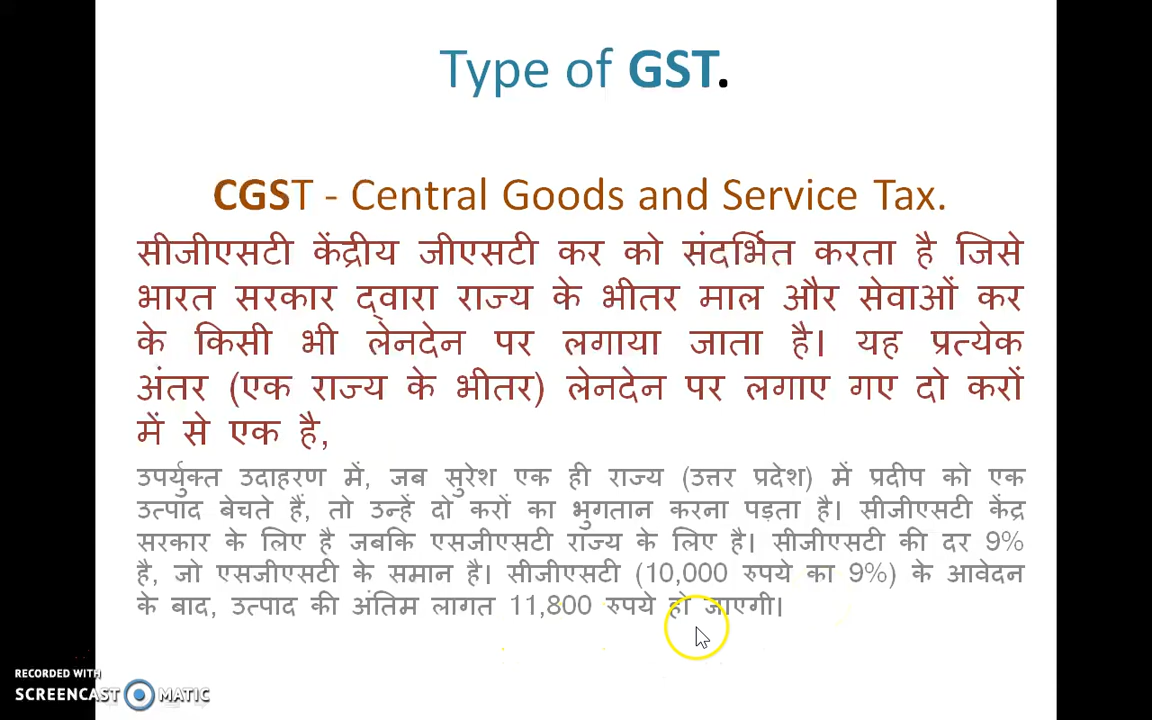 Type of GST.
CGST - Central Goods and Service Tax.
सीजीएसटी केंद्रीय जीएसटी कर को संदर्भित करता है जिसे
भारत सरकार द्वारा राज्य के भीतर माल और सेवाओं कर
के किसी भी लेनदेन पर लगाया जाता है। यह प्रत्येक
अंतर (एक राज्य के भीतर) लेनदेन पर लगाए गए दो करों
में से एक है,
उपर्युक्त उदाहरण में, जब सुरेश एक ही राज्य (उत्तर प्रदेश) में प्रदीप को एक
उत्पाद बेचते हैं, तो उन्हें दो करों का भुगतान करना पड़ता है। सीजीएसटी केंद्र
सरकार के लिए है जबकि एसजीएसटी राज्य के लिए है। सीजीएसटी की दर 9%
है, जो एसजीएसटी के समान है। सीजीएसटी (10,000 रुपये का 9%) के आवेदन
के बाद, उत्पाद की अंतिम लागत 11,800 रुपये हो जाएगी।
RECORDED WITH
SCREENCAST MATIC